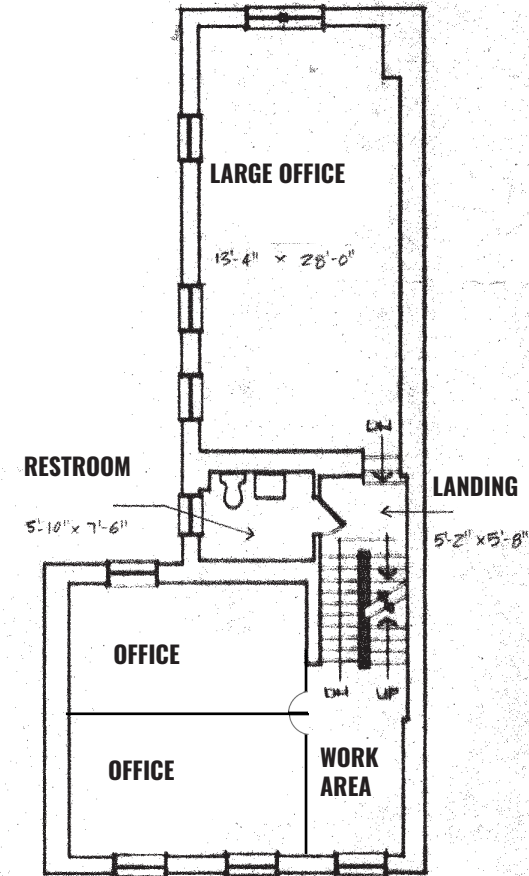 LARGE OFFICE
13'-4" x 28'-0"
DN
RESTROOM
LANDING
5'-10" x 7'-6"
5'-2" x 5'-8"
OFFICE
DN UP
OFFICE
WORK
AREA